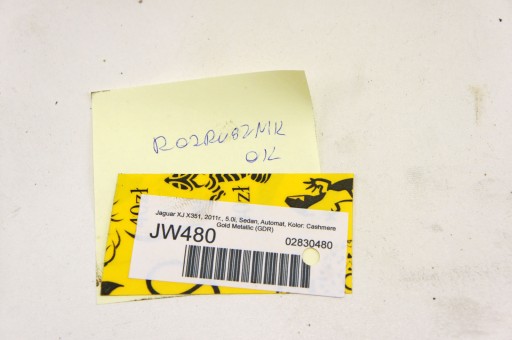 ROZRUSZNIK
OK
Jaguar XJ X351, 2011r., 5.0i, Sedan, Automat, Kolor: Cashmere
Gold Metallic (GDR)
JW480
02830480